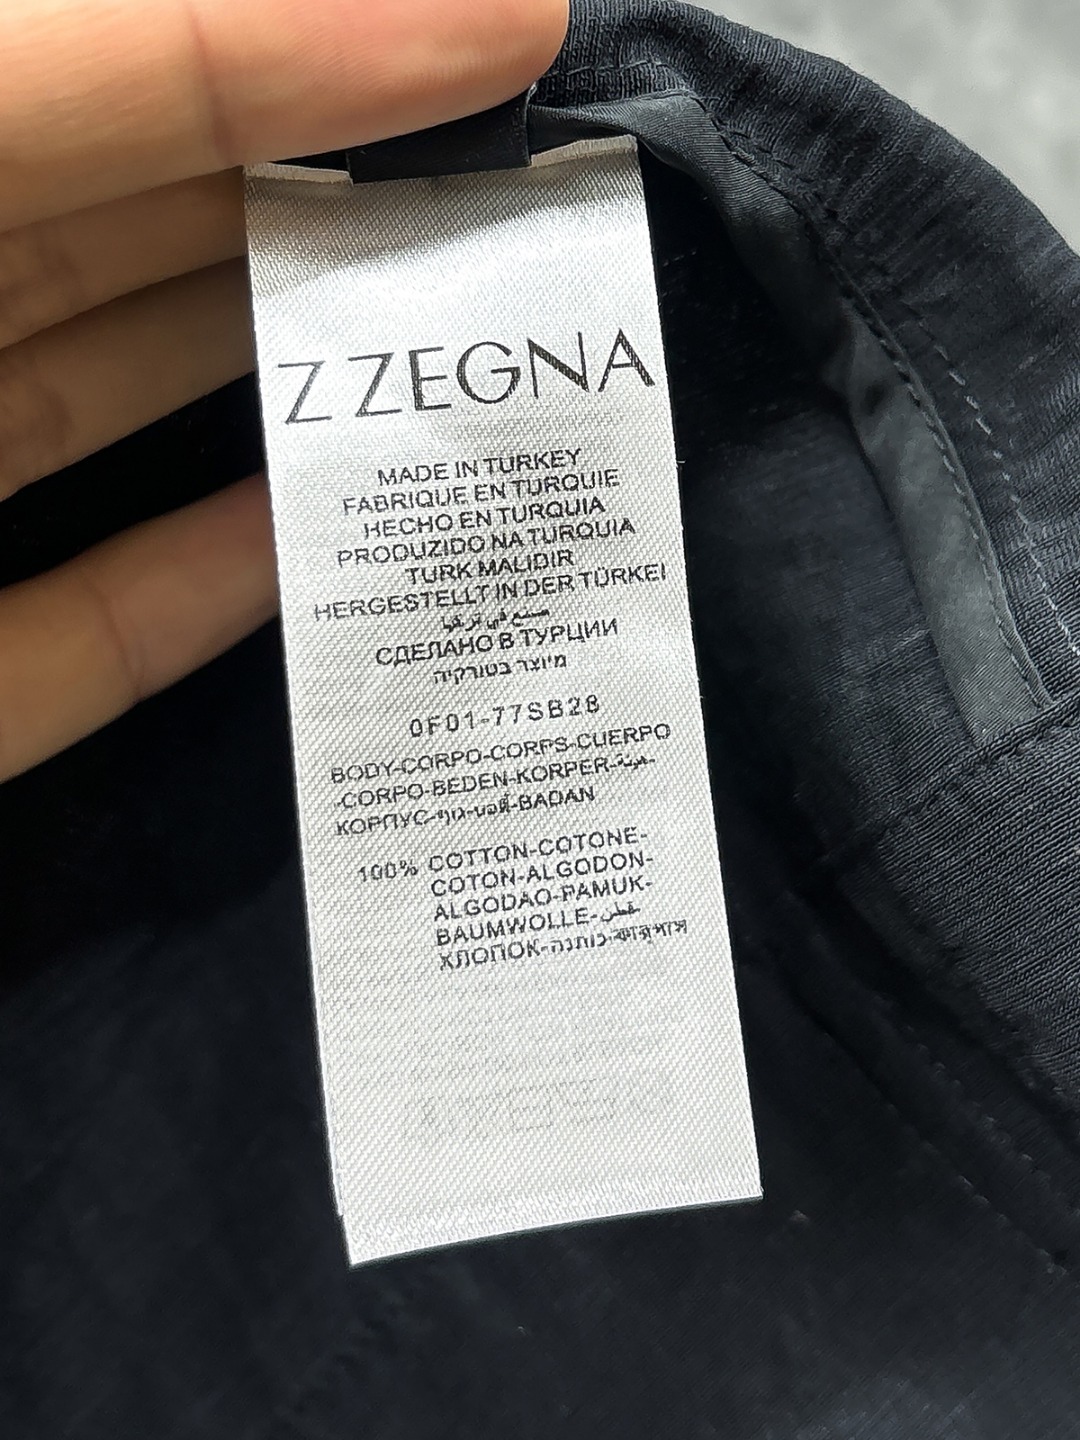 Z ZEGNA
MADE IN TURKEY
FABRIQUE EN TURQUIE
HECHO EN TURQUIA
PRODUZIDO NA TURQUIA
TURK MALIDIR
HERGESTELLT IN DER TÜRKEI
صنع في تركيا
СДЕЛАНО В ТУРЦИИ
מיוצר בטורקיה
0F01-77SB28
BODY-CORPO-CORPS-CUERPO
-CORPO-BEDEN-KORPER-
КОРПУС-גוף-BADAN
100% COTTON-COTONE-
COTON-ALGODON-
ALGODAO-PAMUK-
BAUMWOLLE-قطن-
ХЛОПОК-כותנה-